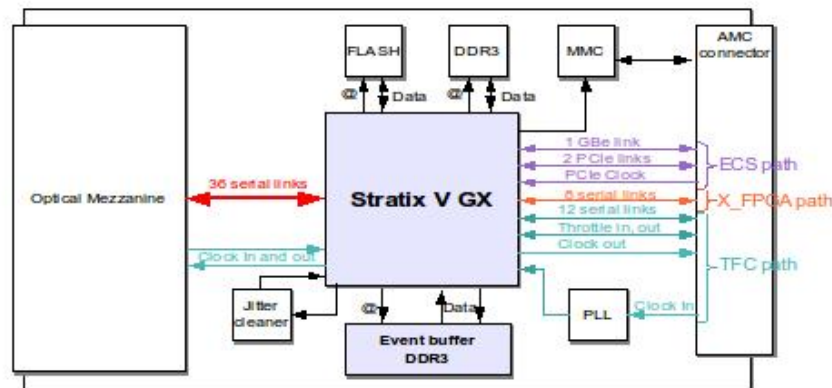 AMC
connector
FLASH
DDR3
MMC
@
Data
@
Data
1 GBe link
2 PCIe links
ECS path
PCIe Clock
36 serial links
Optical Mezzanine
Stratix V GX
6 serial links
X_FPGA path
12 serial links
Throttle in, out
Clock out
Clock In and out
TFC path
Jitter
cleaner
@
Data
PLL
Clock In
Event buffer
DDR3